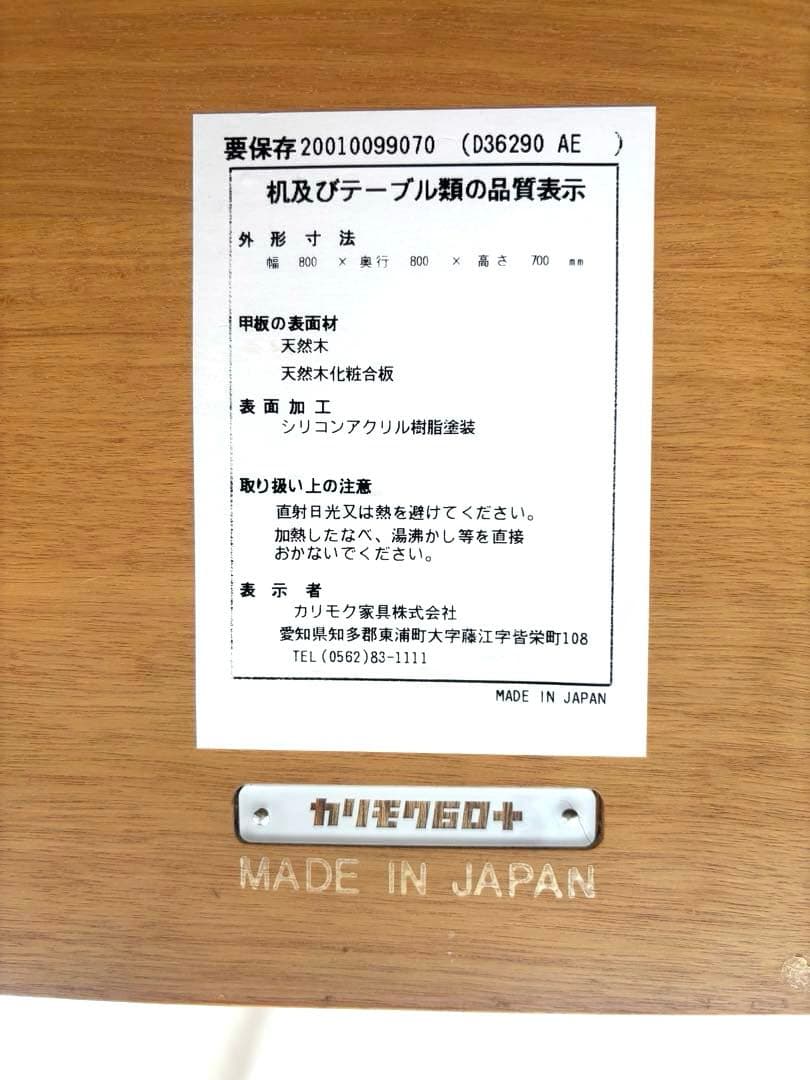 要保存20010099070 (D36290 AE )
机及びテーブル類の品質表示
外形寸法
幅 800 × 奥行 800 × 高さ 700 mm
甲板の表面材
天然木
天然木化粧合板
表面加工
シリコンアクリル樹脂塗装
取り扱い上の注意
直射日光又は熱を避けてください。
加熱したなべ、湯沸かし等を直接
おかないでください。
表示者
カリモク家具株式会社
愛知県知多郡東浦町大字藤江字皆栄町108
TEL(0562)83-1111
MADE IN JAPAN
カリモク60+
MADE IN JAPAN